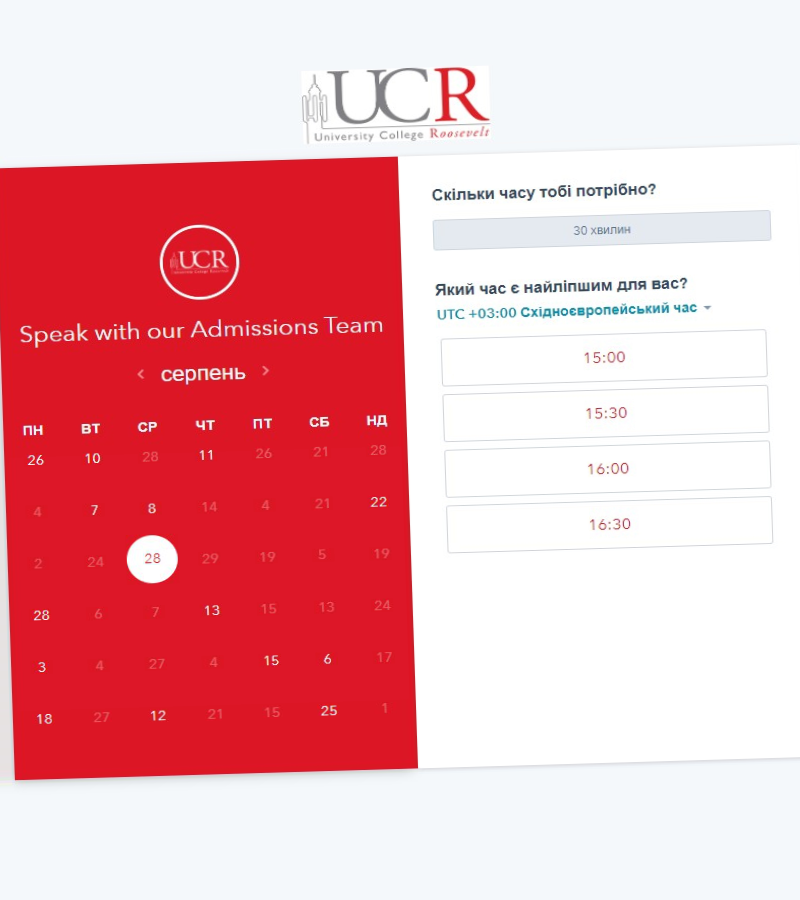 UCR
University College Roosevelt
UCR
University College Roosevelt
Speak with our Admissions Team
серпень
ПН ВТ СР ЧТ ПТ СБ НД
26 10 28 11 26 21 28
4 7 8 14 4 21 22
2 24 28 29 19 5 19
28 6 7 13 15 13 24
3 4 27 4 15 6 17
18 27 12 21 15 25 1
Скільки часу тобі потрібно?
30 хвилин
Який час є найліпшим для вас?
UTC +03:00 Східноєвропейський час
15:00
15:30
16:00
16:30